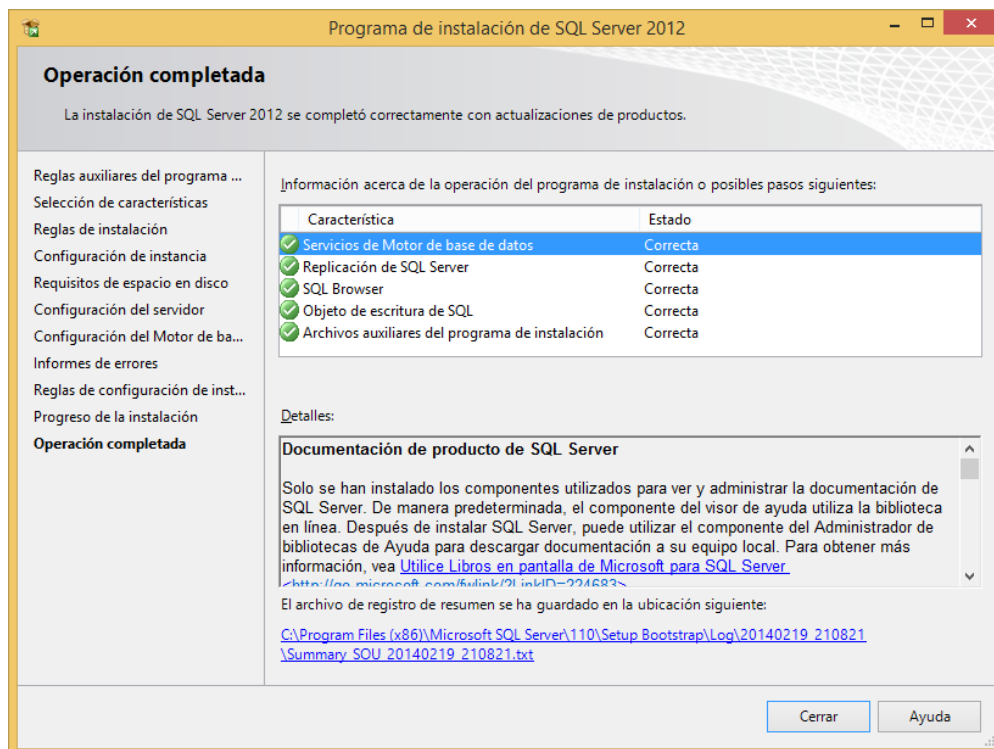 Programa de instalación de SQL Server 2012
Operación completada
La instalación de SQL Server 2012 se completó correctamente con actualizaciones de productos.
Reglas auxiliares del programa ...
Selección de características
Reglas de instalación
Configuración de instancia
Requisitos de espacio en disco
Configuración del servidor
Configuración del Motor de ba...
Informes de errores
Reglas de configuración de inst...
Progreso de la instalación
Operación completada
Información acerca de la operación del programa de instalación o posibles pasos siguientes:
Característica Estado
Servicios de Motor de base de datos Correcta
Replicación de SQL Server Correcta
SQL Browser Correcta
Objeto de escritura de SQL Correcta
Archivos auxiliares del programa de instalación Correcta
Detalles:
Documentación de producto de SQL Server
Solo se han instalado los componentes utilizados para ver y administrar la documentación de
SQL Server. De manera predeterminada, el componente del visor de ayuda utiliza la biblioteca
en línea. Después de instalar SQL Server, puede utilizar el componente del Administrador de
bibliotecas de Ayuda para descargar documentación a su equipo local. Para obtener más
información, vea Utilice Libros en pantalla de Microsoft para SQL Server
<http://go.microsoft.com/fwlink/?LinkID=224683>
El archivo de registro de resumen se ha guardado en la ubicación siguiente:
C:\Program Files (x86)\Microsoft SQL Server\110\Setup Bootstrap\Log\20140219_210821
\Summary_SOU_20140219_210821.txt
Cerrar Ayuda